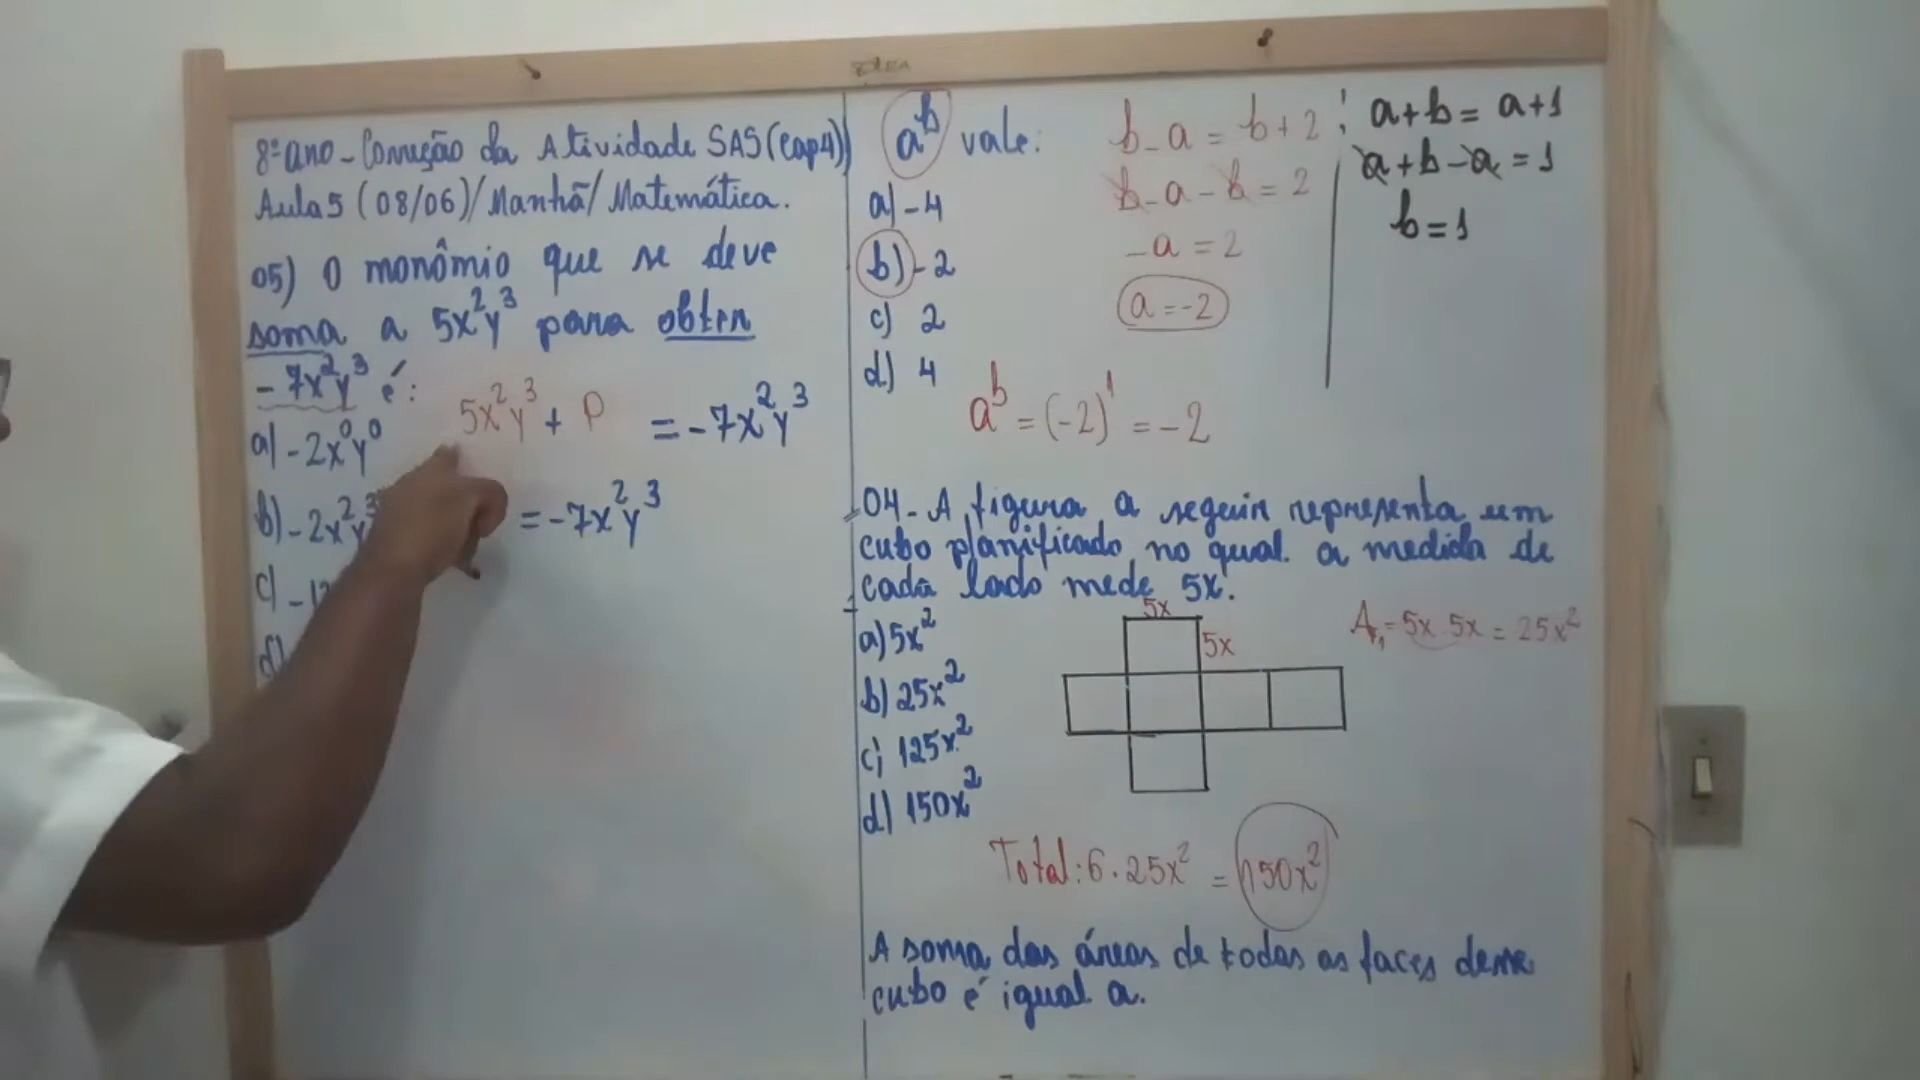 8º ano - Correção da Atividade SAS (Cap4)
Aula 5 (08/06)/Manhã/Matemática.
05) O monômio que se deve
soma a 5x²y³ para obter
-7x²y³ é:
5x²y³ + P = -7x²y³
a) -2x⁰y⁰
b) -2x²y³
= -7x²y³
c) -12
d)
a^b vale:
a) -4
b) -2
c) 2
d) 4
b - a = b + 2
b - a - b = 2
-a = 2
a = -2
a + b = a + 1
a + b - a = 1
b = 1
a^b = (-2)¹ = -2
04 - A figura a seguir representa um
cubo planificado no qual a medida de
cada lado mede 5x.
a) 5x²
b) 25x²
c) 125x²
d) 150x²
5x
5x
A₁ = 5x . 5x = 25x²
Total: 6 . 25x² = 150x²
A soma das áreas de todas as faces desse
cubo é igual a.